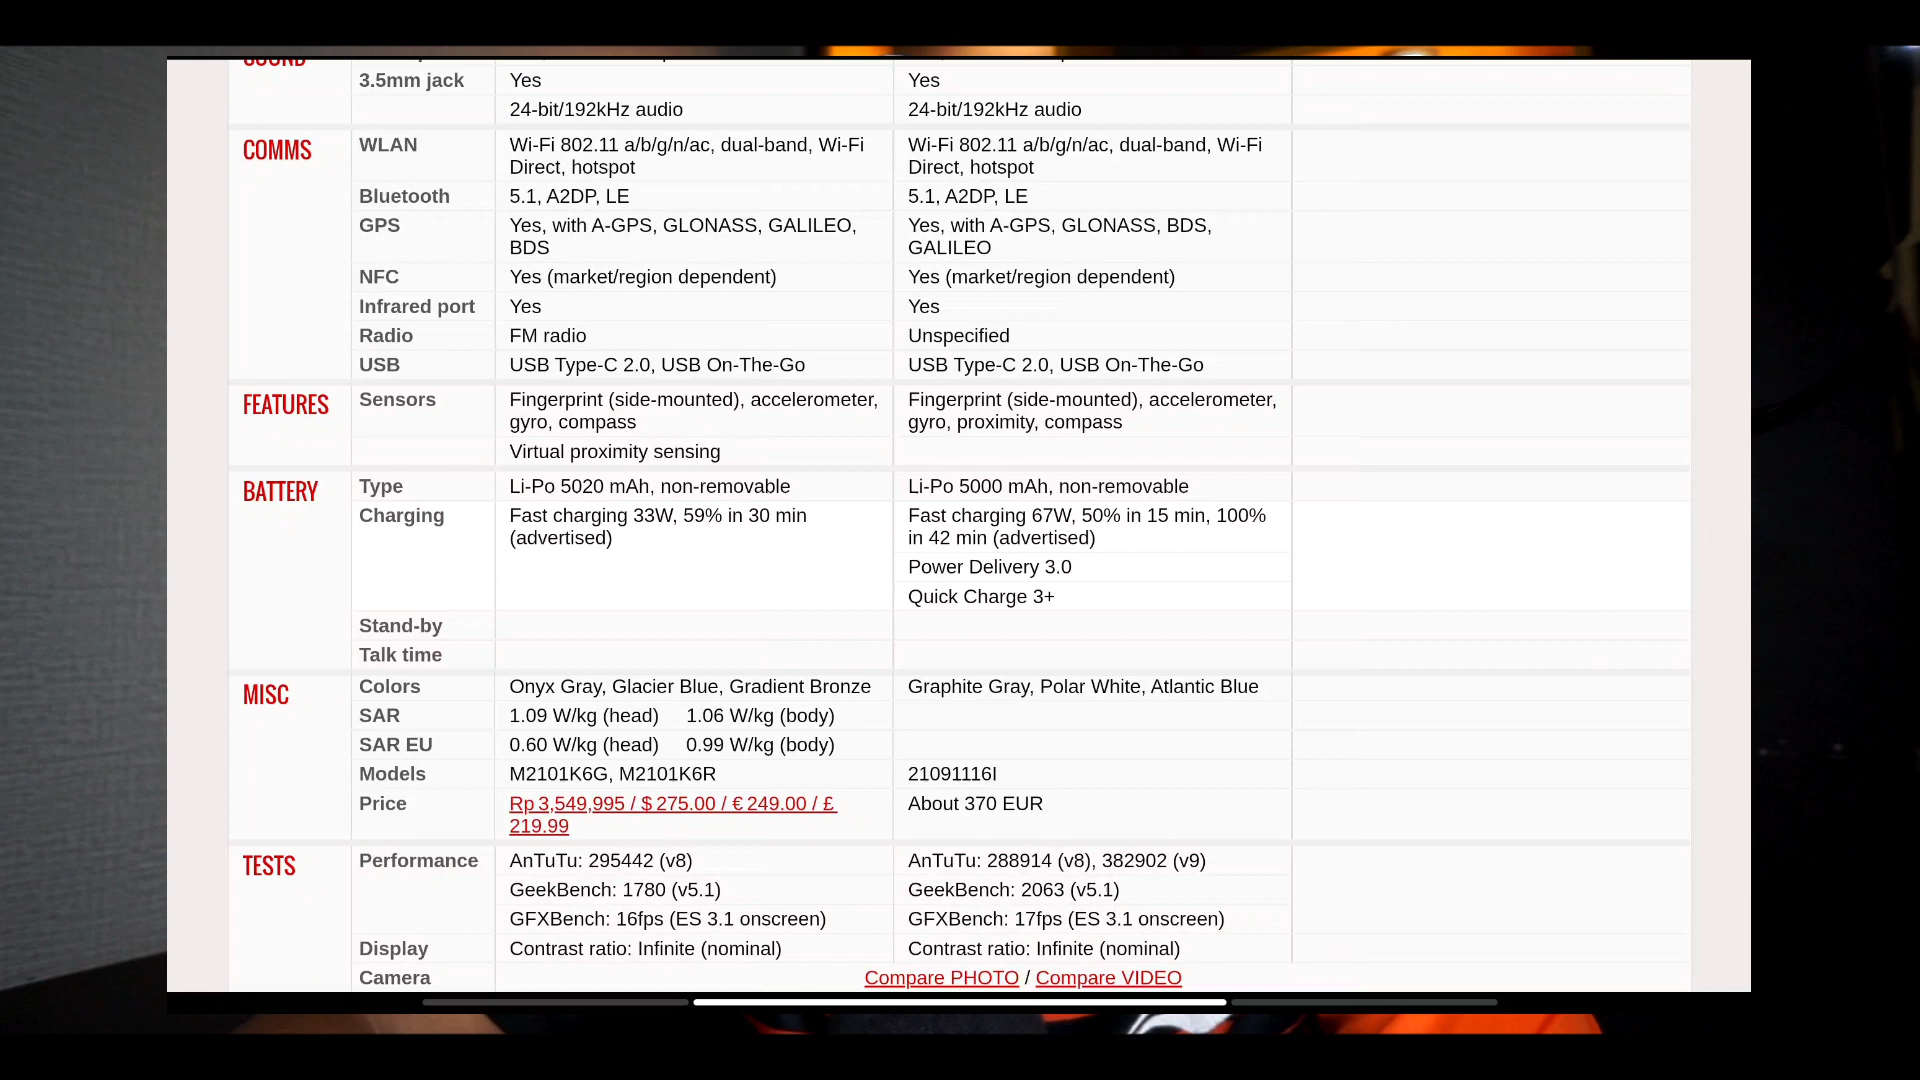 SOUND
3.5mm jack Yes Yes
24-bit/192kHz audio 24-bit/192kHz audio
COMMS WLAN Wi-Fi 802.11 a/b/g/n/ac, dual-band, Wi-Fi Wi-Fi 802.11 a/b/g/n/ac, dual-band, Wi-Fi
Direct, hotspot Direct, hotspot
Bluetooth 5.1, A2DP, LE 5.1, A2DP, LE
GPS Yes, with A-GPS, GLONASS, GALILEO, Yes, with A-GPS, GLONASS, BDS,
BDS GALILEO
NFC Yes (market/region dependent) Yes (market/region dependent)
Infrared port Yes Yes
Radio FM radio Unspecified
USB USB Type-C 2.0, USB On-The-Go USB Type-C 2.0, USB On-The-Go
FEATURES Sensors Fingerprint (side-mounted), accelerometer, Fingerprint (side-mounted), accelerometer,
gyro, compass gyro, proximity, compass
Virtual proximity sensing
BATTERY Type Li-Po 5020 mAh, non-removable Li-Po 5000 mAh, non-removable
Charging Fast charging 33W, 59% in 30 min Fast charging 67W, 50% in 15 min, 100%
(advertised) in 42 min (advertised)
Power Delivery 3.0
Quick Charge 3+
Stand-by
Talk time
MISC Colors Onyx Gray, Glacier Blue, Gradient Bronze Graphite Gray, Polar White, Atlantic Blue
SAR 1.09 W/kg (head) 1.06 W/kg (body)
SAR EU 0.60 W/kg (head) 0.99 W/kg (body)
Models M2101K6G, M2101K6R 21091116I
Price Rp 3,549,995 / $ 275.00 / € 249.00 / £ About 370 EUR
219.99
TESTS Performance AnTuTu: 295442 (v8) AnTuTu: 288914 (v8), 382902 (v9)
GeekBench: 1780 (v5.1) GeekBench: 2063 (v5.1)
GFXBench: 16fps (ES 3.1 onscreen) GFXBench: 17fps (ES 3.1 onscreen)
Display Contrast ratio: Infinite (nominal) Contrast ratio: Infinite (nominal)
Camera Compare PHOTO / Compare VIDEO